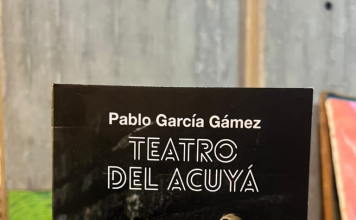 Pablo García Gámez
TEATRO
DEL ACUYÁ